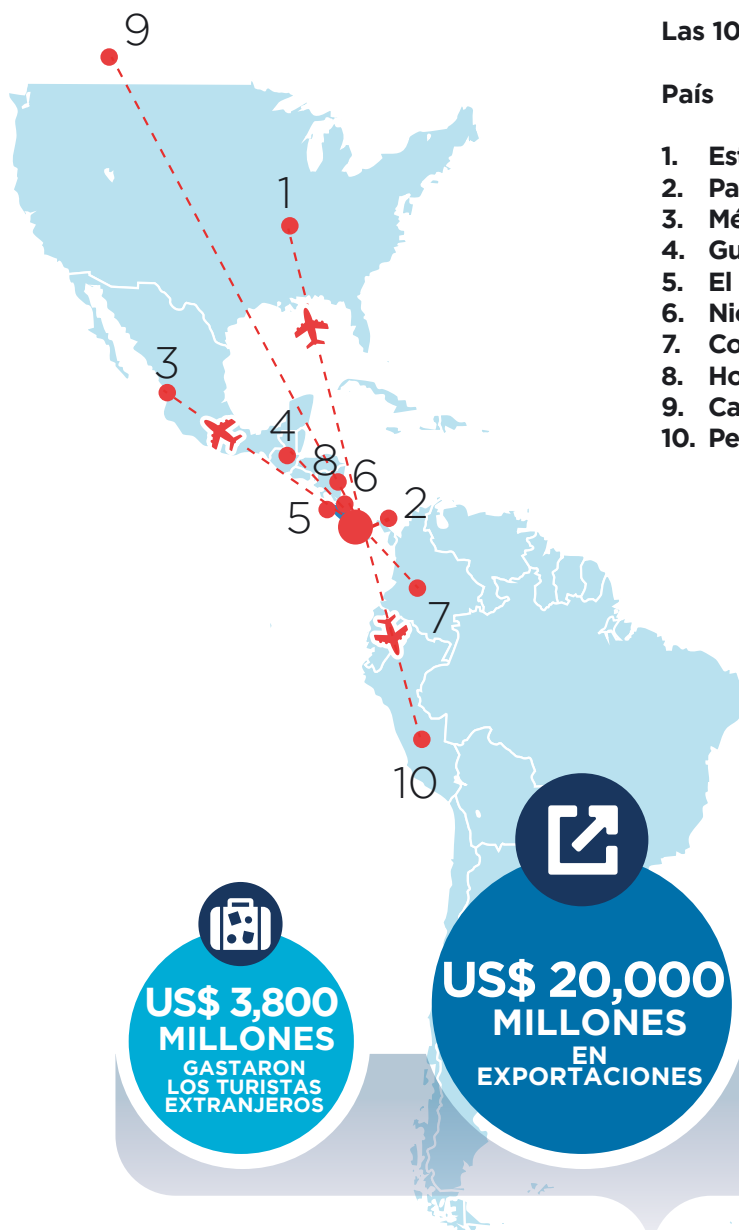 9
Las 10
País
1. Est
2. Pa
3. Mé
4. Gu
5. El
6. Nic
7. Co
8. Ho
9. Ca
10. Pe
1
3
4
8
6
5
2
7
10
US$ 3,800
MILLONES
GASTARON
LOS TURISTAS
EXTRANJEROS
US$ 20,000
MILLONES
EN
EXPORTACIONES